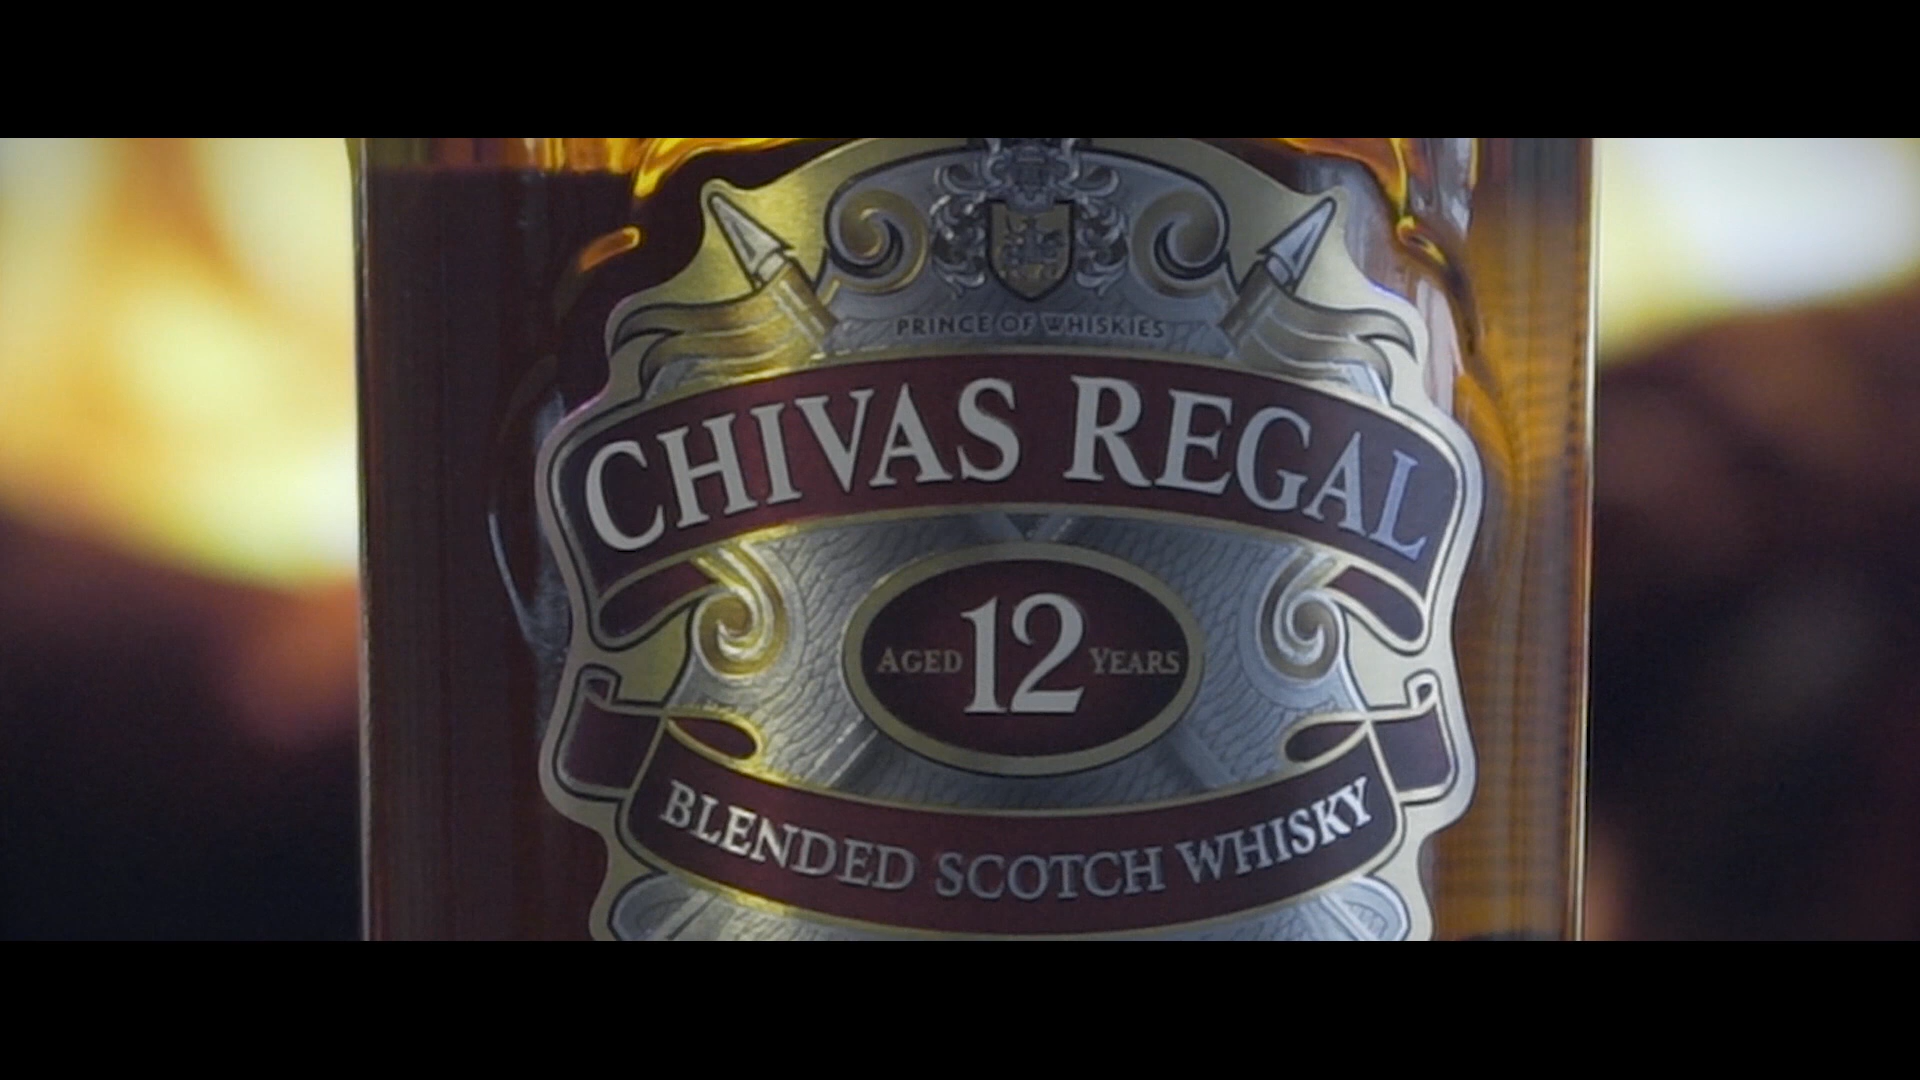 PRINCE OF WHISKIES
CHIVAS REGAL
AGED 12 YEARS
BLENDED SCOTCH WHISKY